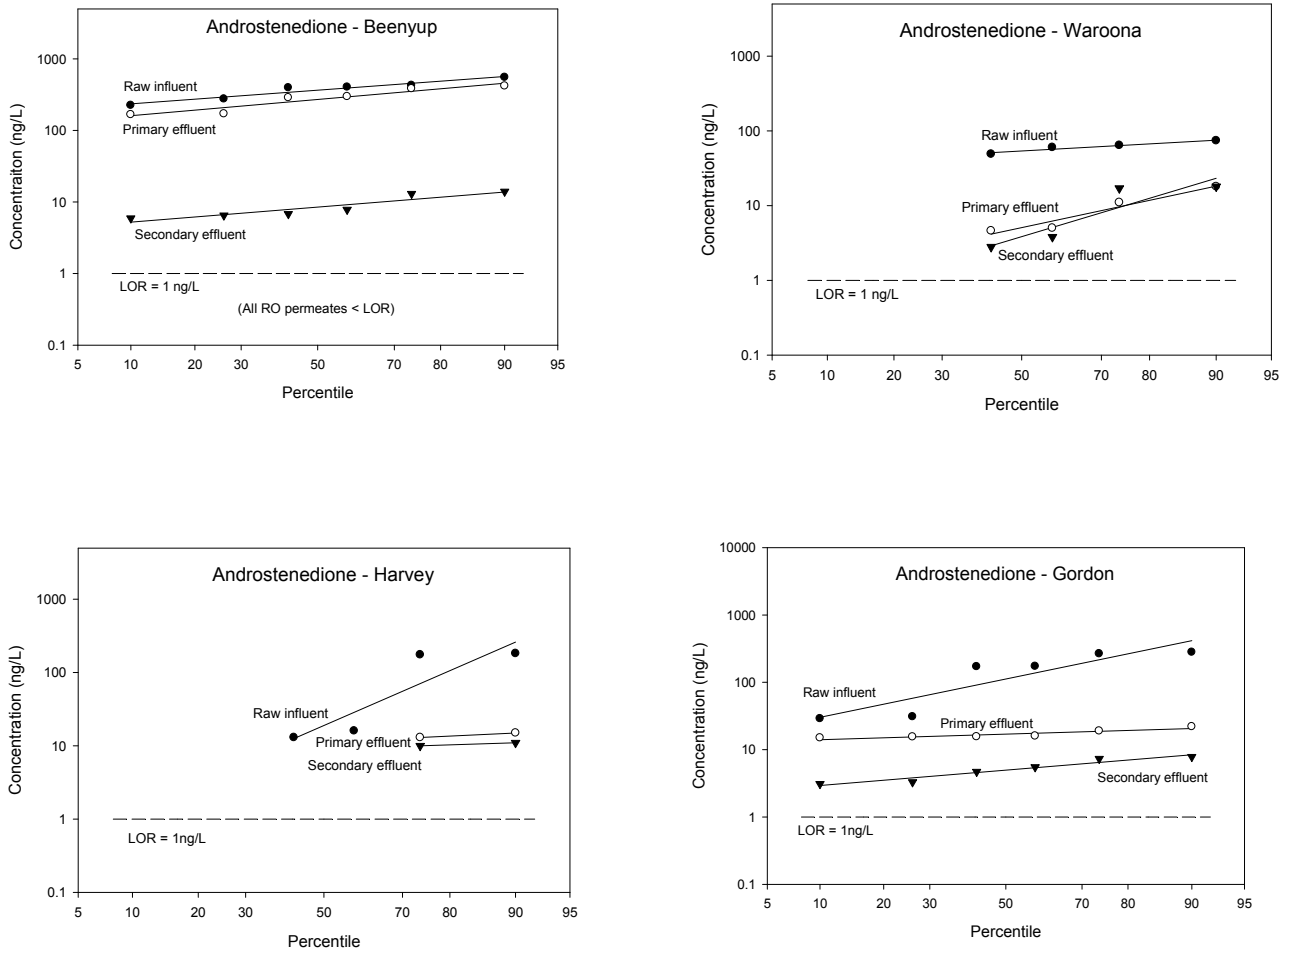 Androstenedione - Beenyup
Concentraiton (ng/L)
1000
100
10
1
0.1
Raw influent
Primary effluent
Secondary effluent
LOR = 1 ng/L
(All RO permeates < LOR)
5 10 20 30 50 70 80 90 95
Percentile
Androstenedione - Waroona
Concentration (ng/L)
1000
100
10
1
0.1
Raw influent
Primary effluent
Secondary effluent
LOR = 1 ng/L
5 10 20 30 50 70 80 90 95
Percentile
Androstenedione - Harvey
Concentration (ng/L)
1000
100
10
1
0.1
Raw influent
Primary effluent
Secondary effluent
LOR = 1ng/L
5 10 20 30 50 70 80 90 95
Percentile
Androstenedione - Gordon
Concentration (ng/L)
10000
1000
100
10
1
0.1
Raw influent
Primary effluent
Secondary effluent
LOR = 1ng/L
5 10 20 30 50 70 80 90 95
Percentile